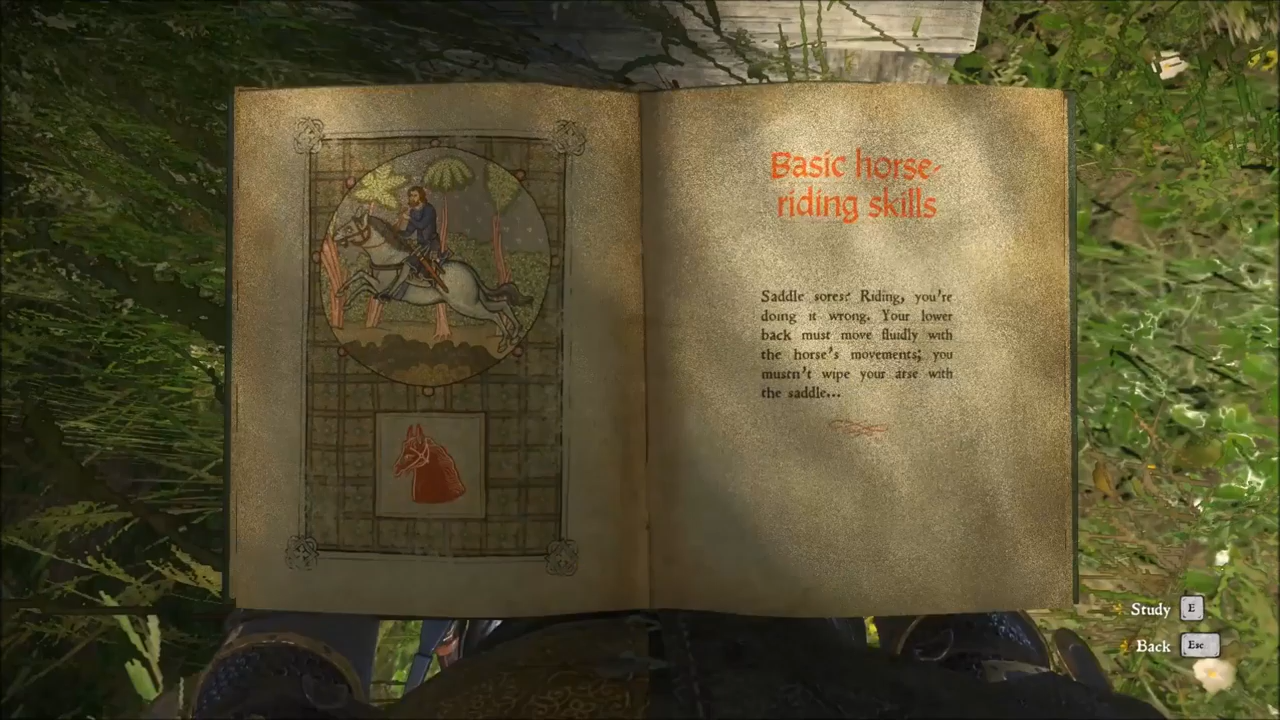 Basic horse-
riding skills
Saddle sores? Riding, you're
doing it wrong. Your lower
back must move fluidly with
the horse's movements; you
mustn't wipe your arse with
the saddle...
Study E
Back Esc